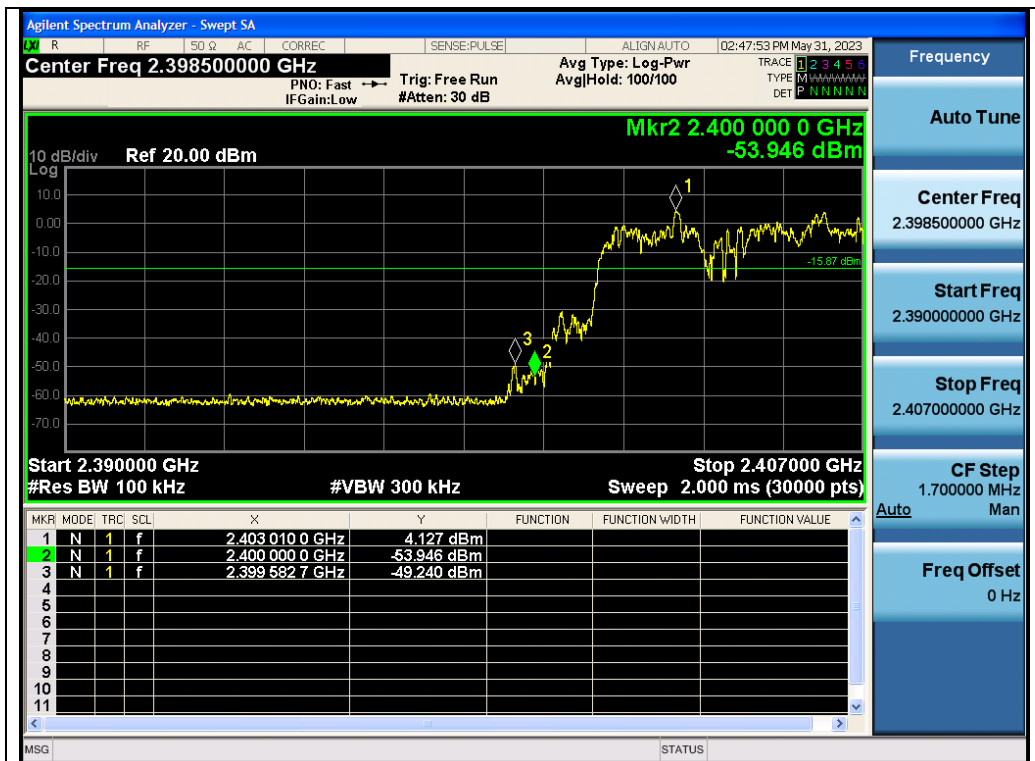 Agilent Spectrum Analyzer - Swept SA
LXI R RF 50 Ω AC CORREC SENSE:PULSE ALIGN AUTO 02:47:53 PM May 31, 2023
Center Freq 2.398500000 GHz
PNO: Fast
IFGain:Low
Trig: Free Run
#Atten: 30 dB
Avg Type: Log-Pwr
Avg|Hold: 100/100
TRACE 1 2 3 4 5 6
TYPE M W W W W W
DET P N N N N N
Mkr2 2.400 000 0 GHz
-53.946 dBm
10 dB/div Ref 20.00 dBm
Log
10.0
0.00
-10.0
-20.0
-30.0
-40.0
-50.0
-60.0
-70.0
1
-15.87 dBm
3
2
Start 2.390000 GHz Stop 2.407000 GHz
#Res BW 100 kHz #VBW 300 kHz Sweep 2.000 ms (30000 pts)
MKR MODE TRC SCL X Y FUNCTION FUNCTION WIDTH FUNCTION VALUE
1 N 1 f 2.403 010 0 GHz 4.127 dBm
2 N 1 f 2.400 000 0 GHz -53.946 dBm
3 N 1 f 2.399 582 7 GHz -49.240 dBm
4
5
6
7
8
9
10
11
MSG STATUS
Frequency
Auto Tune
Center Freq
2.398500000 GHz
Start Freq
2.390000000 GHz
Stop Freq
2.407000000 GHz
CF Step
1.700000 MHz
Auto Man
Freq Offset
0 Hz